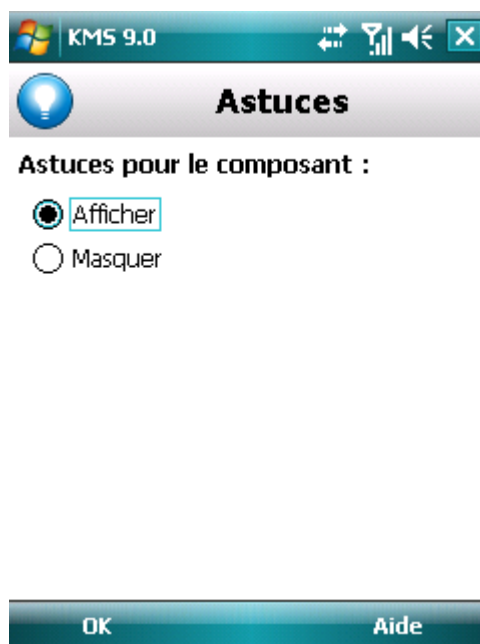 KMS 9.0
Astuces
Astuces pour le composant :
Afficher
Masquer
OK Aide